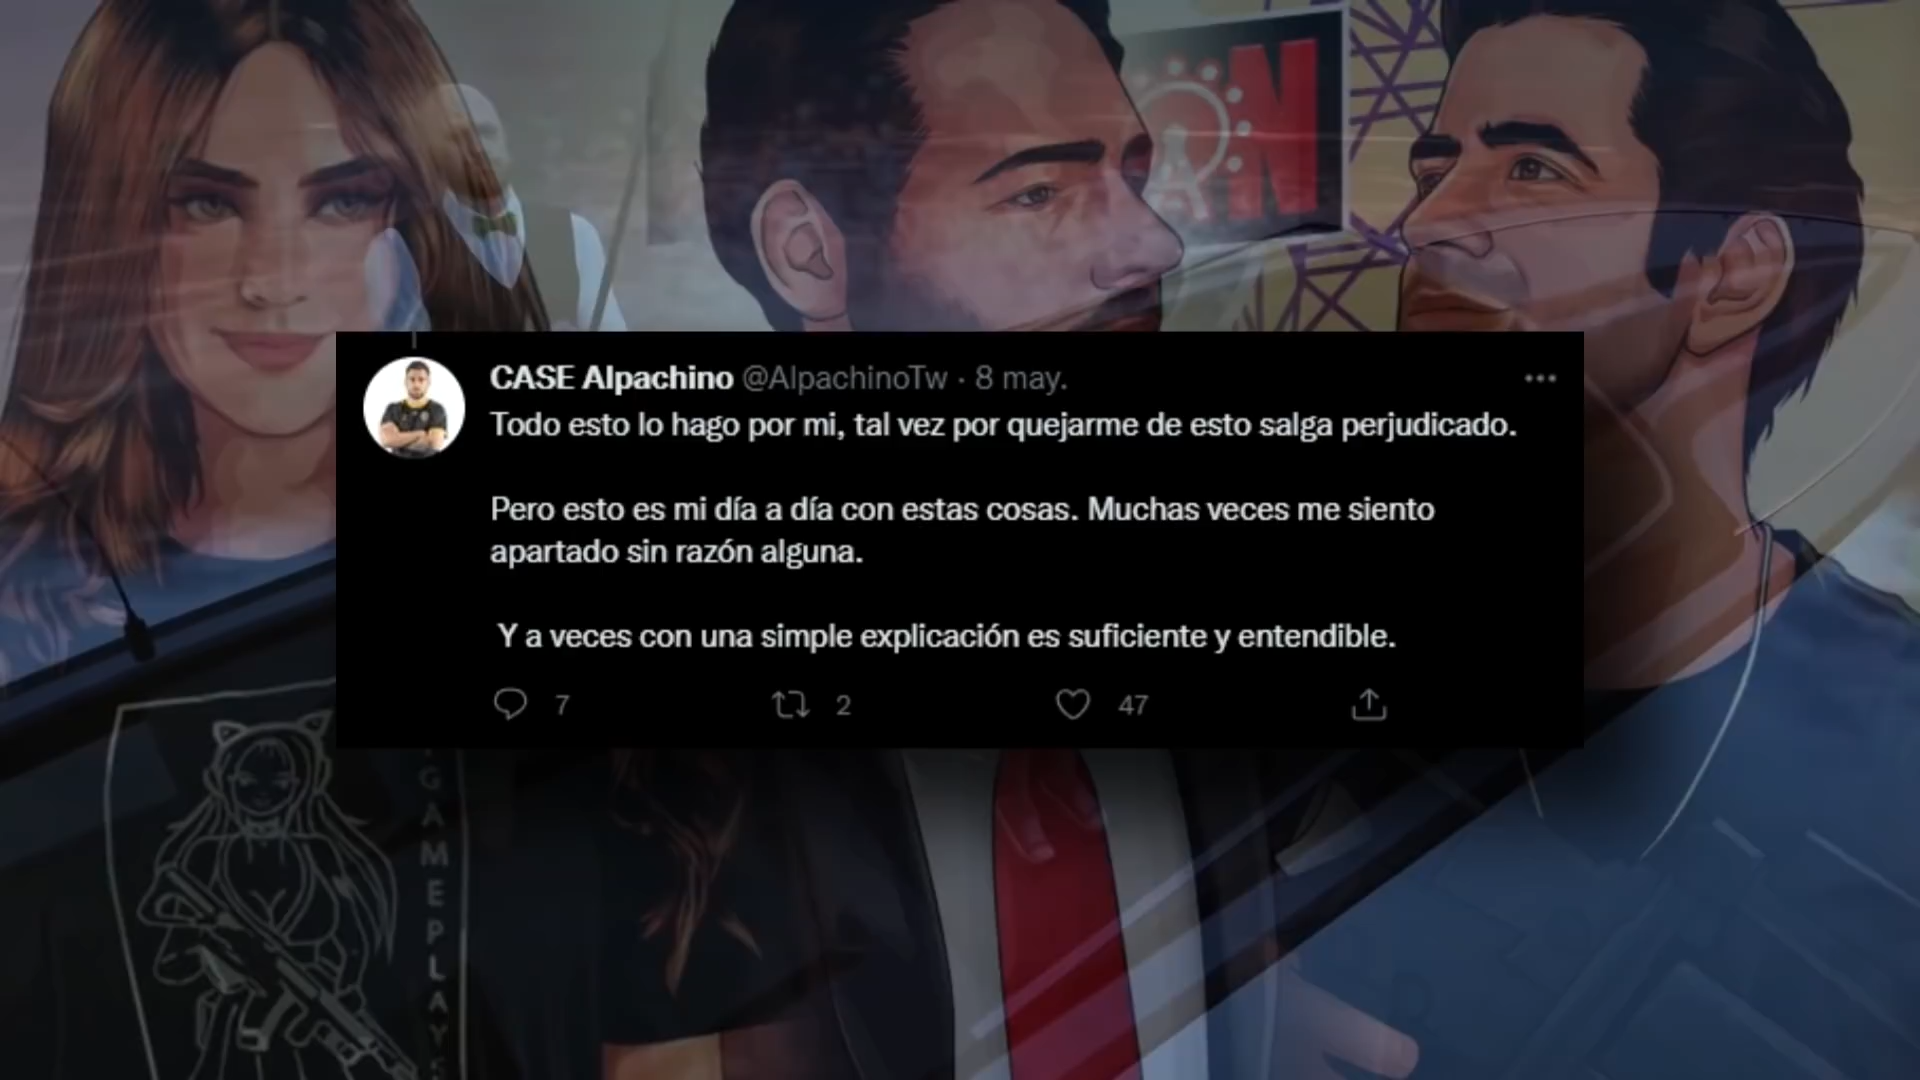 ON
CASE Alpachino @AlpachinoTw · 8 may.
Todo esto lo hago por mi, tal vez por quejarme de esto salga perjudicado.
Pero esto es mi día a día con estas cosas. Muchas veces me siento
apartado sin razón alguna.
Y a veces con una simple explicación es suficiente y entendible.
7 2 47
GAMEPLAY